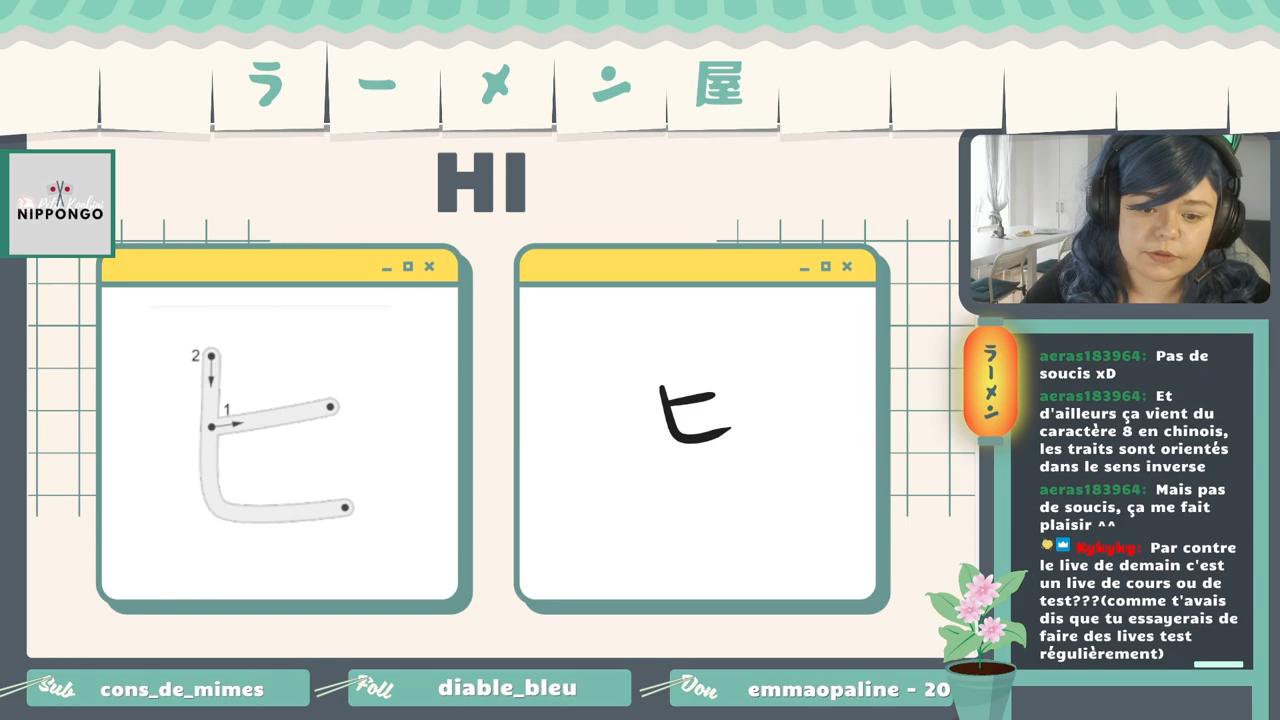 ラーメン屋
HI
NIPPONGO
2
1
ヒ
ラーメン
aeras183964: Pas de
soucis xD
aeras183964: Et
d'ailleurs ça vient du
caractère 8 en chinois,
les traits sont orientés
dans le sens inverse
aeras183964: Mais pas
de soucis, ça me fait
plaisir ^^
Kykyky: Par contre
le live de demain c'est
un live de cours ou de
test???(comme t'avais
dis que tu essayerais de
faire des lives test
régulièrement)
Sub cons_de_mimes
Foll diable_bleu
Don emmaopaline - 20